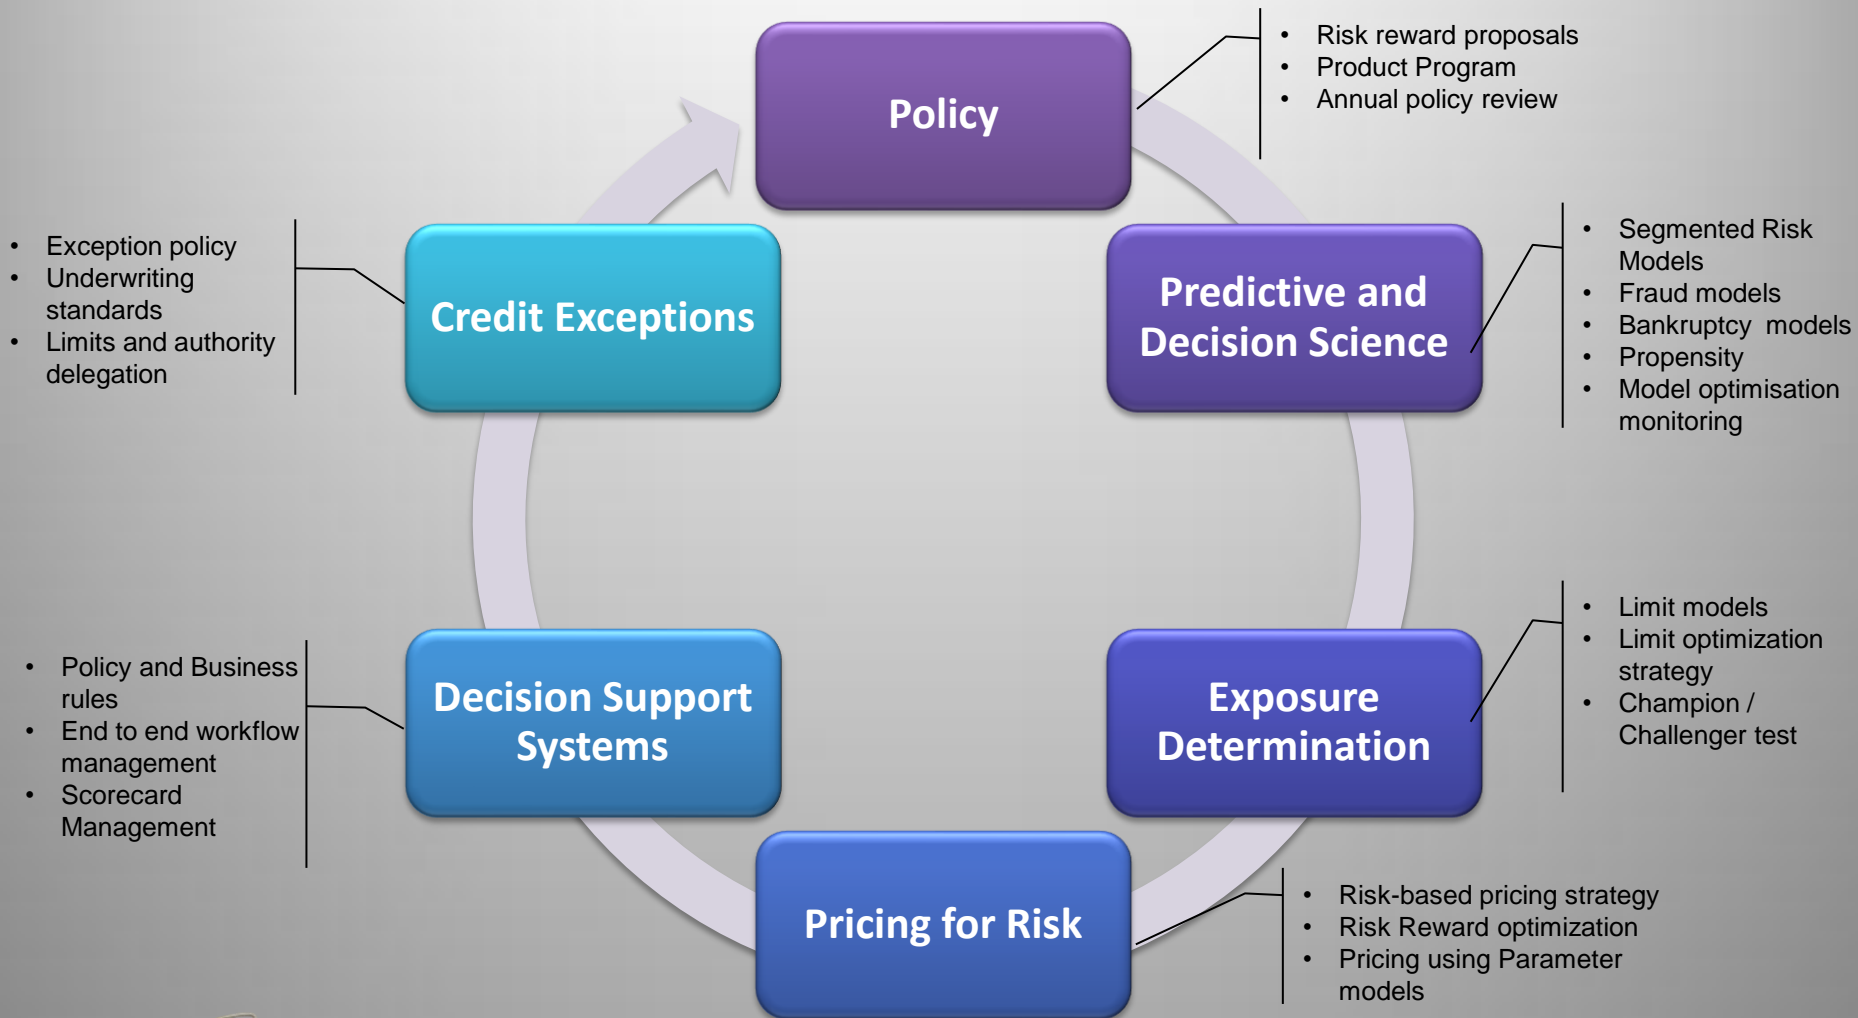 Policy
• Risk reward proposals
• Product Program
• Annual policy review
Predictive and
Decision Science
• Segmented Risk
Models
• Fraud models
• Bankruptcy  models
• Propensity
• Model optimisation
monitoring
Exposure
Determination
• Limit models
• Limit optimization
strategy
• Champion /
Challenger test
Pricing for Risk
• Risk-based pricing strategy
• Risk Reward optimization
• Pricing using Parameter
models
Decision Support
Systems
• Policy and Business
rules
• End to end workflow
management
• Scorecard
Management
Credit Exceptions
• Exception policy
• Underwriting
standards
• Limits and authority
delegation